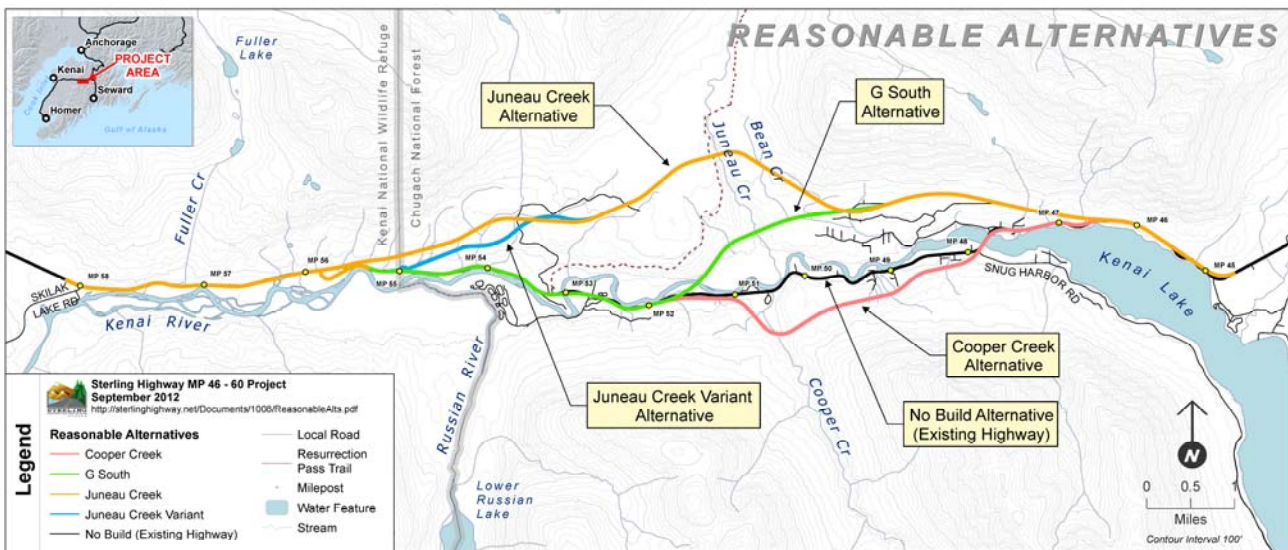 REASONABLE ALTERNATIVES
Anchorage
Kenai
PROJECT
AREA
Seward
Homer
Cook Inlet
Gulf of Alaska
Fuller
Lake
Kenai National Wildlife Refuge
Chugach National Forest
Juneau Creek
Alternative
G South
Alternative
Juneau Cr
Bean Cr
Fuller Cr
MP 58
MP 57
MP 56
MP 55
MP 54
MP 53
MP 52
MP 51
MP 50
MP 49
MP 48
MP 47
MP 46
MP 45
SKILAK
LAKE RD
Kenai River
SNUG HARBOR RD
Kenai Lake
Russian River
Cooper Cr
Juneau Creek Variant
Alternative
Cooper Creek
Alternative
No Build Alternative
(Existing Highway)
Lower
Russian
Lake
Legend
STERLING
Sterling Highway MP 46 - 60 Project
September 2012
http://sterlinghighway.net/Documents/1006/ReasonableAlts.pdf
Reasonable Alternatives
Cooper Creek
G South
Juneau Creek
Juneau Creek Variant
No Build (Existing Highway)
Local Road
Resurrection
Pass Trail
Milepost
Water Feature
Stream
N
0 0.5 1
Miles
Contour Interval 100'